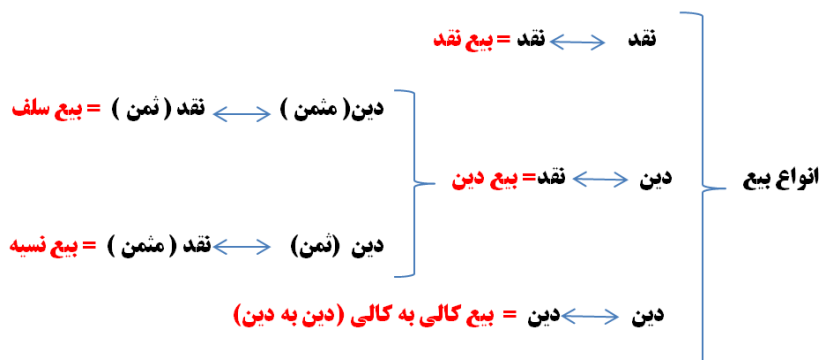 نقد ⟷ نقد = بیع نقد
دین( مثمن ) ⟷ نقد ( ثمن ) = بیع سلف
انواع بیع
دین ⟷ نقد= بیع دین
دین (ثمن) ⟷ نقد ( مثمن ) = بیع نسیه
دین ⟷ دین = بیع کالی به کالی (دین به دین)